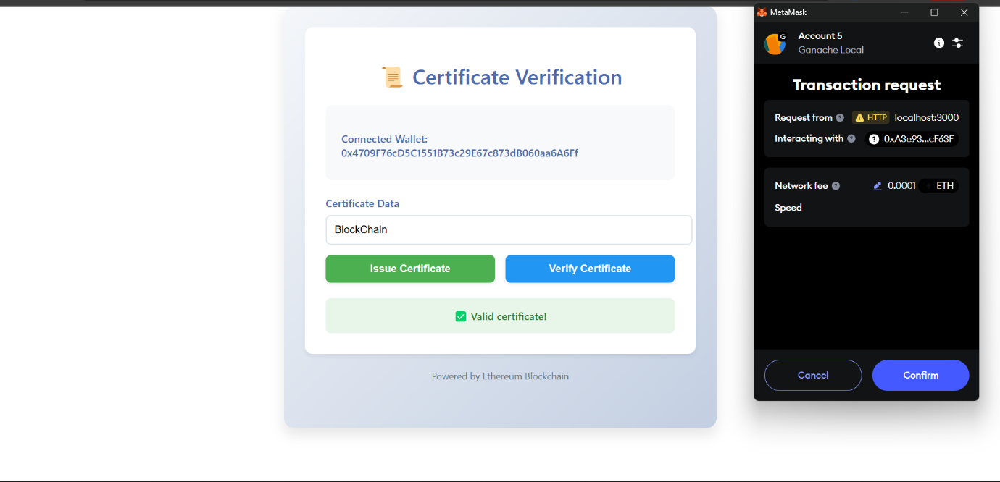 Certificate Verification
Connected Wallet:
0x4709F76cD5C1551B73c29E67c873dB060aa6A6Ff
Certificate Data
BlockChain
Issue Certificate
Verify Certificate
Valid certificate!
Powered by Ethereum Blockchain
MetaMask
G
Account 5
Ganache Local
Transaction request
Request from ? HTTP localhost:3000
Interacting with ? ? 0xA3e93...cF63F
Network fee ? 0.0001 ETH
Speed
Cancel
Confirm